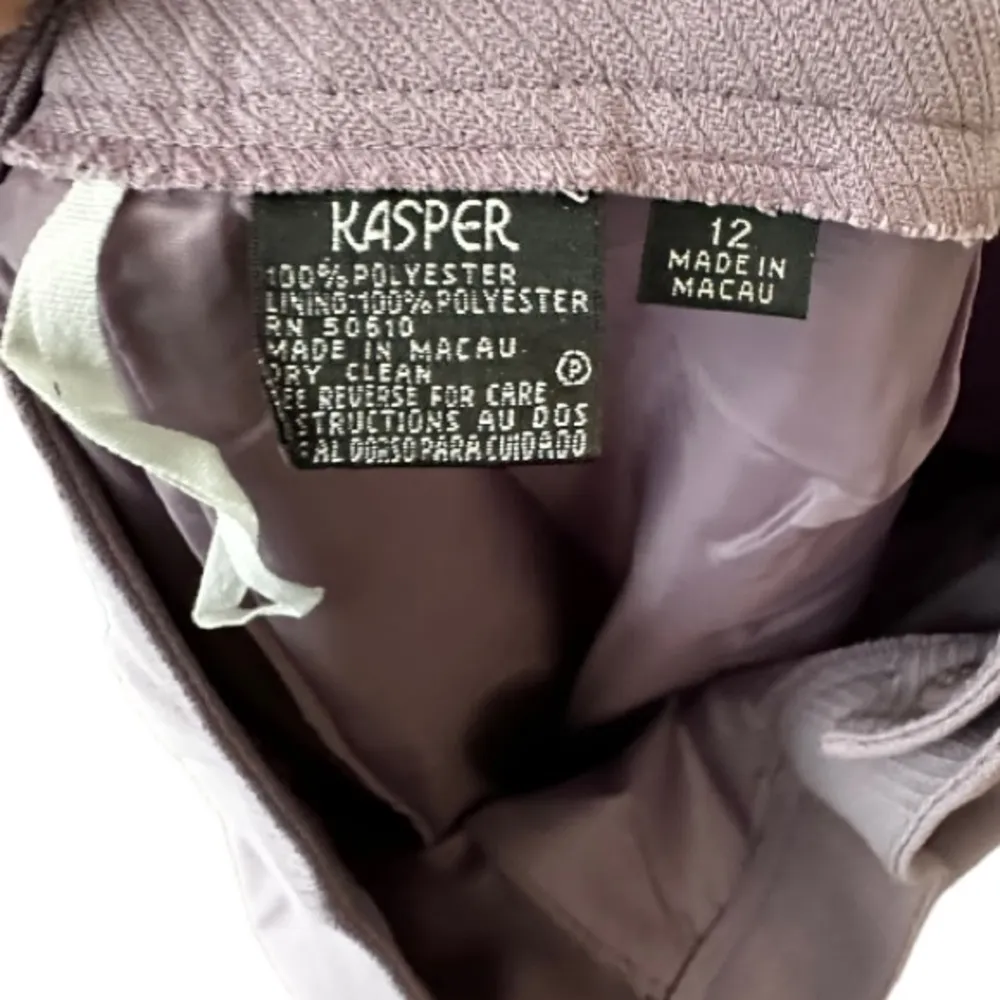 KASPER
100% POLYESTER
LINING:100% POLYESTER
RN 50610
MADE IN MACAU
DRY CLEAN
P
SEE REVERSE FOR CARE
INSTRUCTIONS AU DOS
AL DORSO PARA CUIDADO
12
MADE IN
MACAU